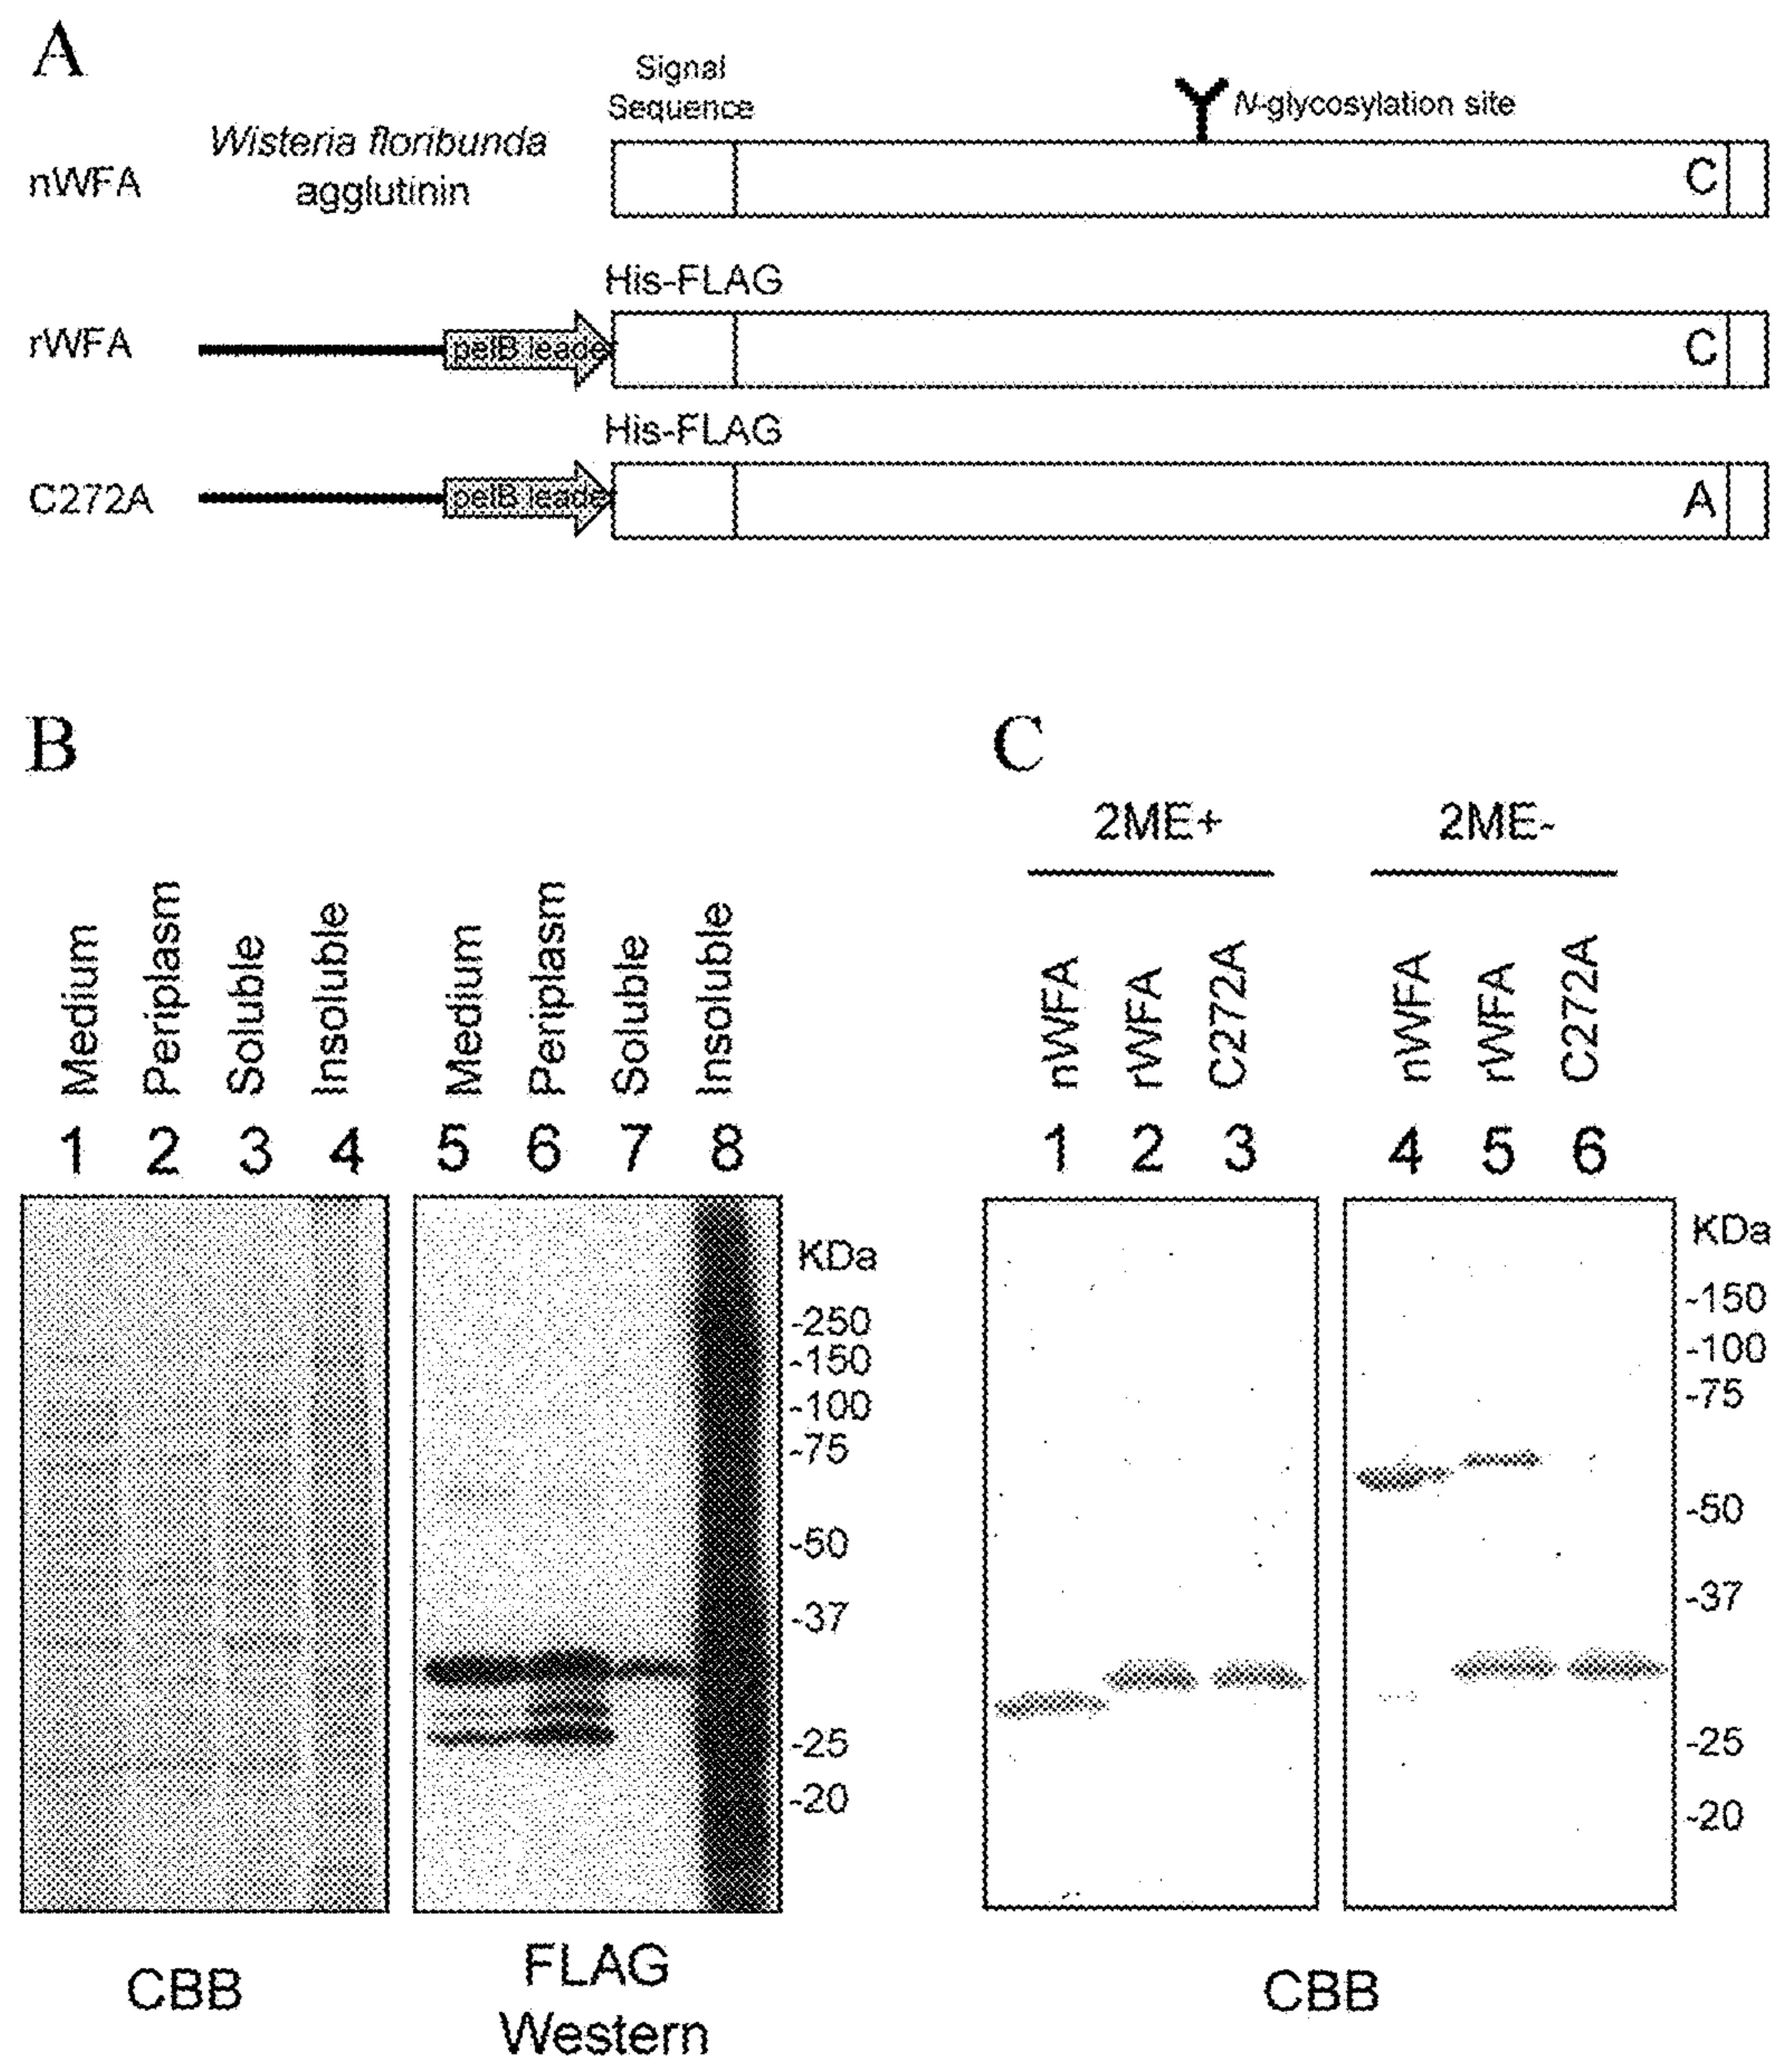 A
Signal
Sequence
N-glycosylation site
Wisteria floribunda
agglutinin
nWFA
C
His-FLAG
rWFA
pelB leade
C
His-FLAG
C272A
pelB leade
A
B
C
2ME+
2ME-
Medium
Periplasm
Soluble
Insoluble
Medium
Periplasm
Soluble
Insoluble
nWFA
rWFA
C272A
nWFA
rWFA
C272A
1 2 3 4 5 6 7 8
1 2 3 4 5 6
KDa
-250
-150
-100
-75
-50
-37
-25
-20
KDa
-150
-100
-75
-50
-37
-25
-20
CBB
FLAG
Western
CBB